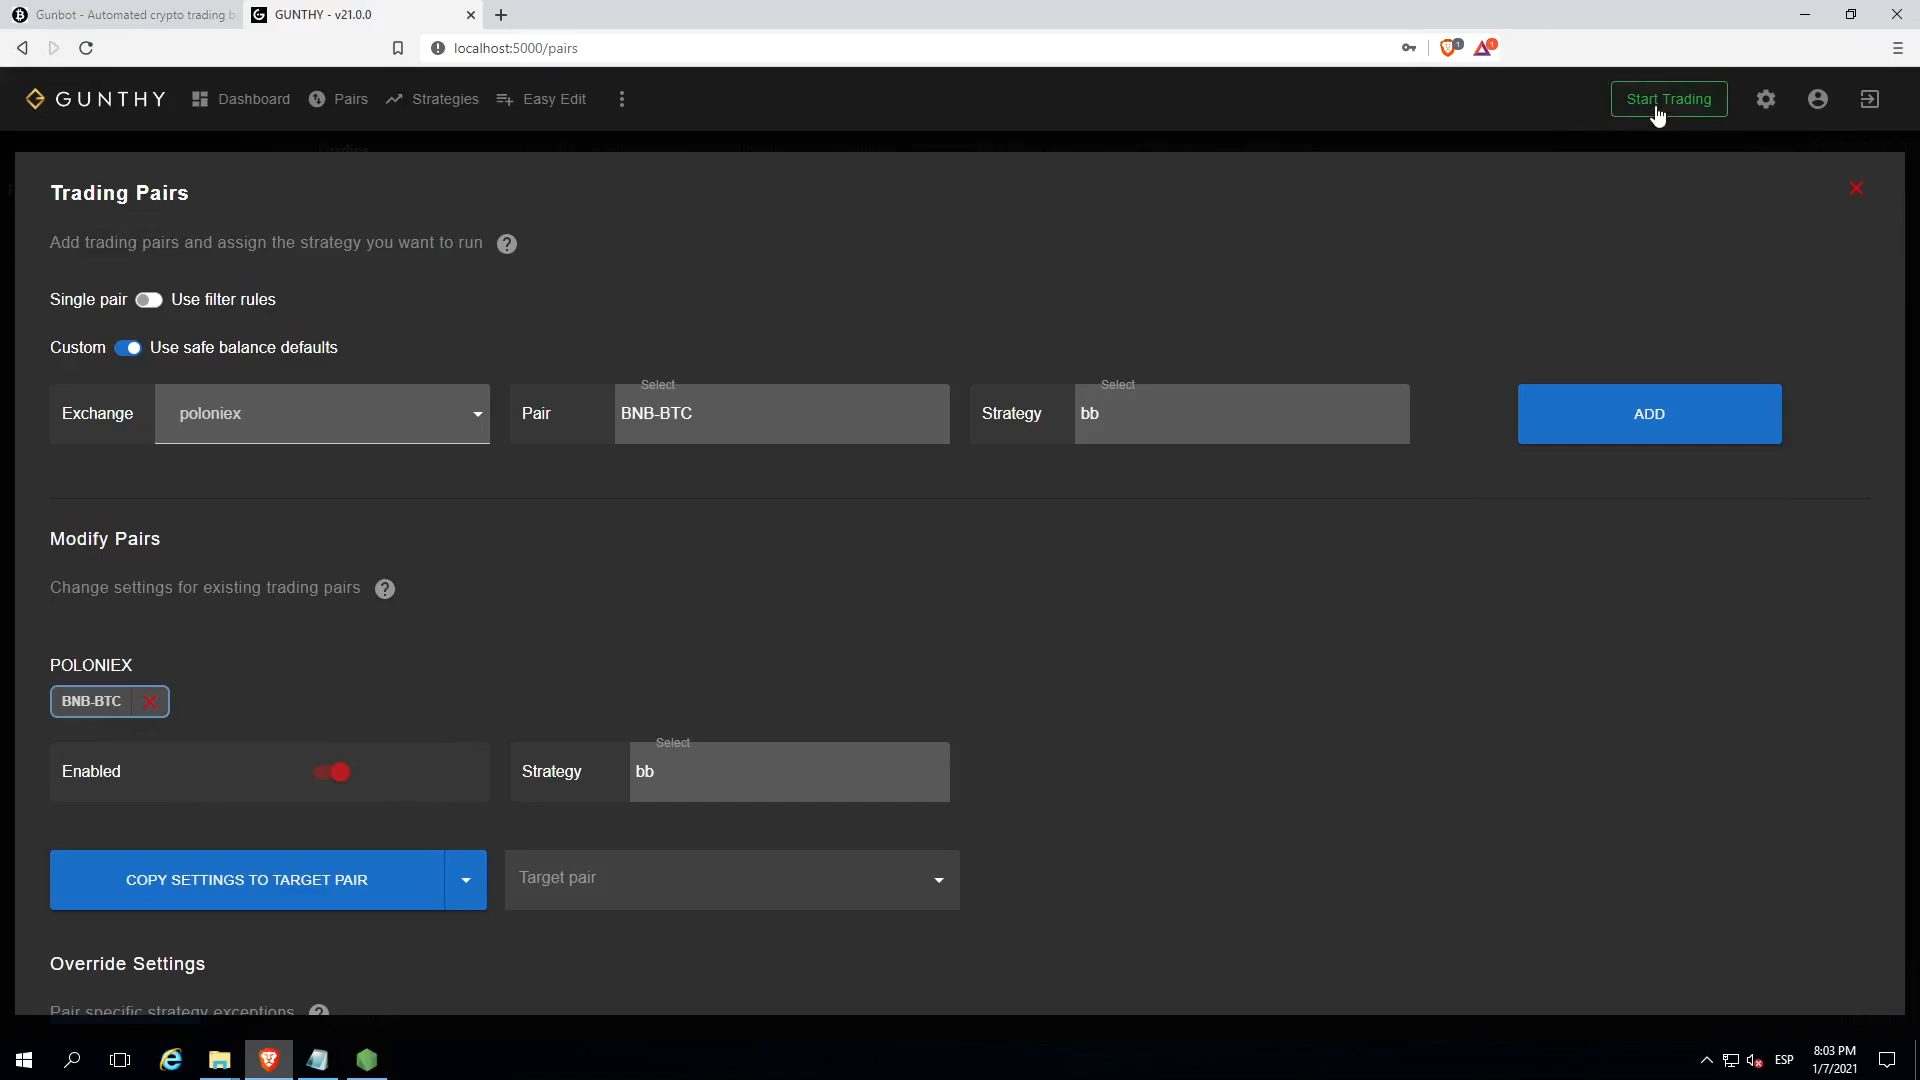 Gunbot - Automated crypto trading b
GUNTHY - v21.0.0
localhost:5000/pairs
1
1
GUNTHY
Dashboard
Pairs
Strategies
Easy Edit
Start Trading
Trading Pairs
Add trading pairs and assign the strategy you want to run
Single pair
Use filter rules
Custom
Use safe balance defaults
Exchange
poloniex
Pair
Select
BNB-BTC
Strategy
Select
bb
ADD
Modify Pairs
Change settings for existing trading pairs
POLONIEX
BNB-BTC
Enabled
Strategy
Select
bb
COPY SETTINGS TO TARGET PAIR
Target pair
Override Settings
Pair specific strategy exceptions
ESP
8:03 PM
1/7/2021